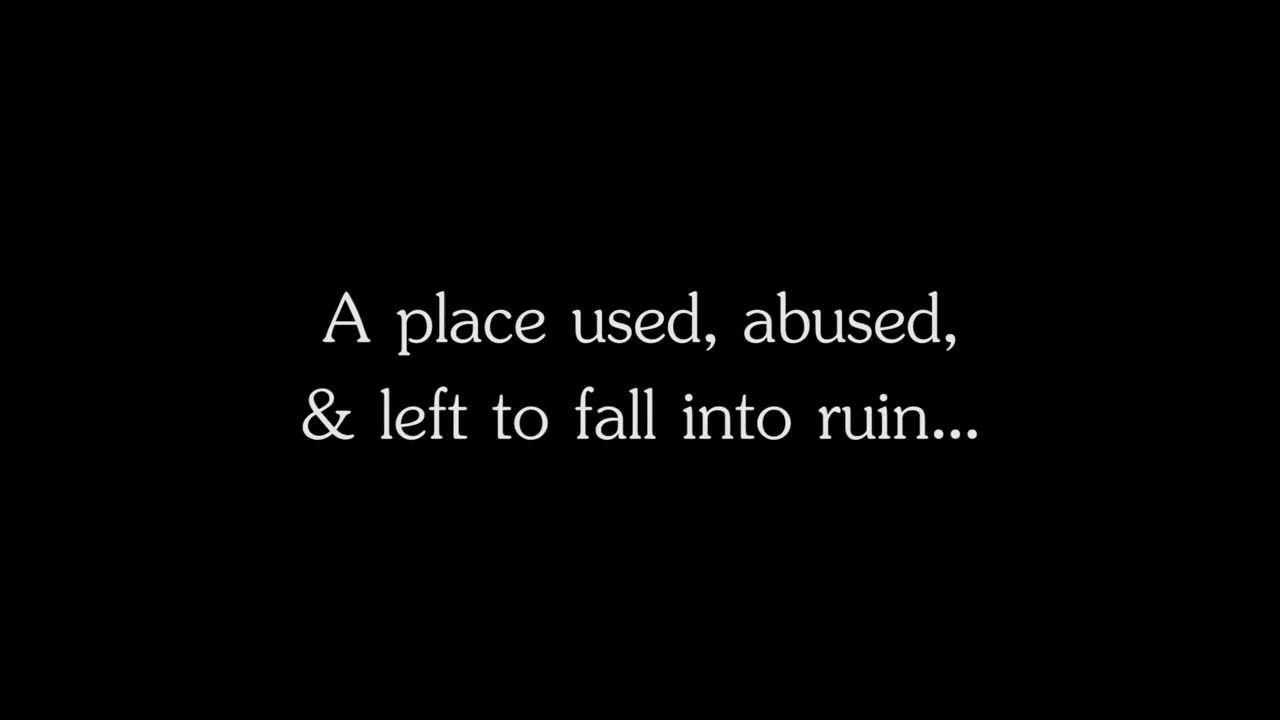 A place used, abused,
& left to fall into ruin...